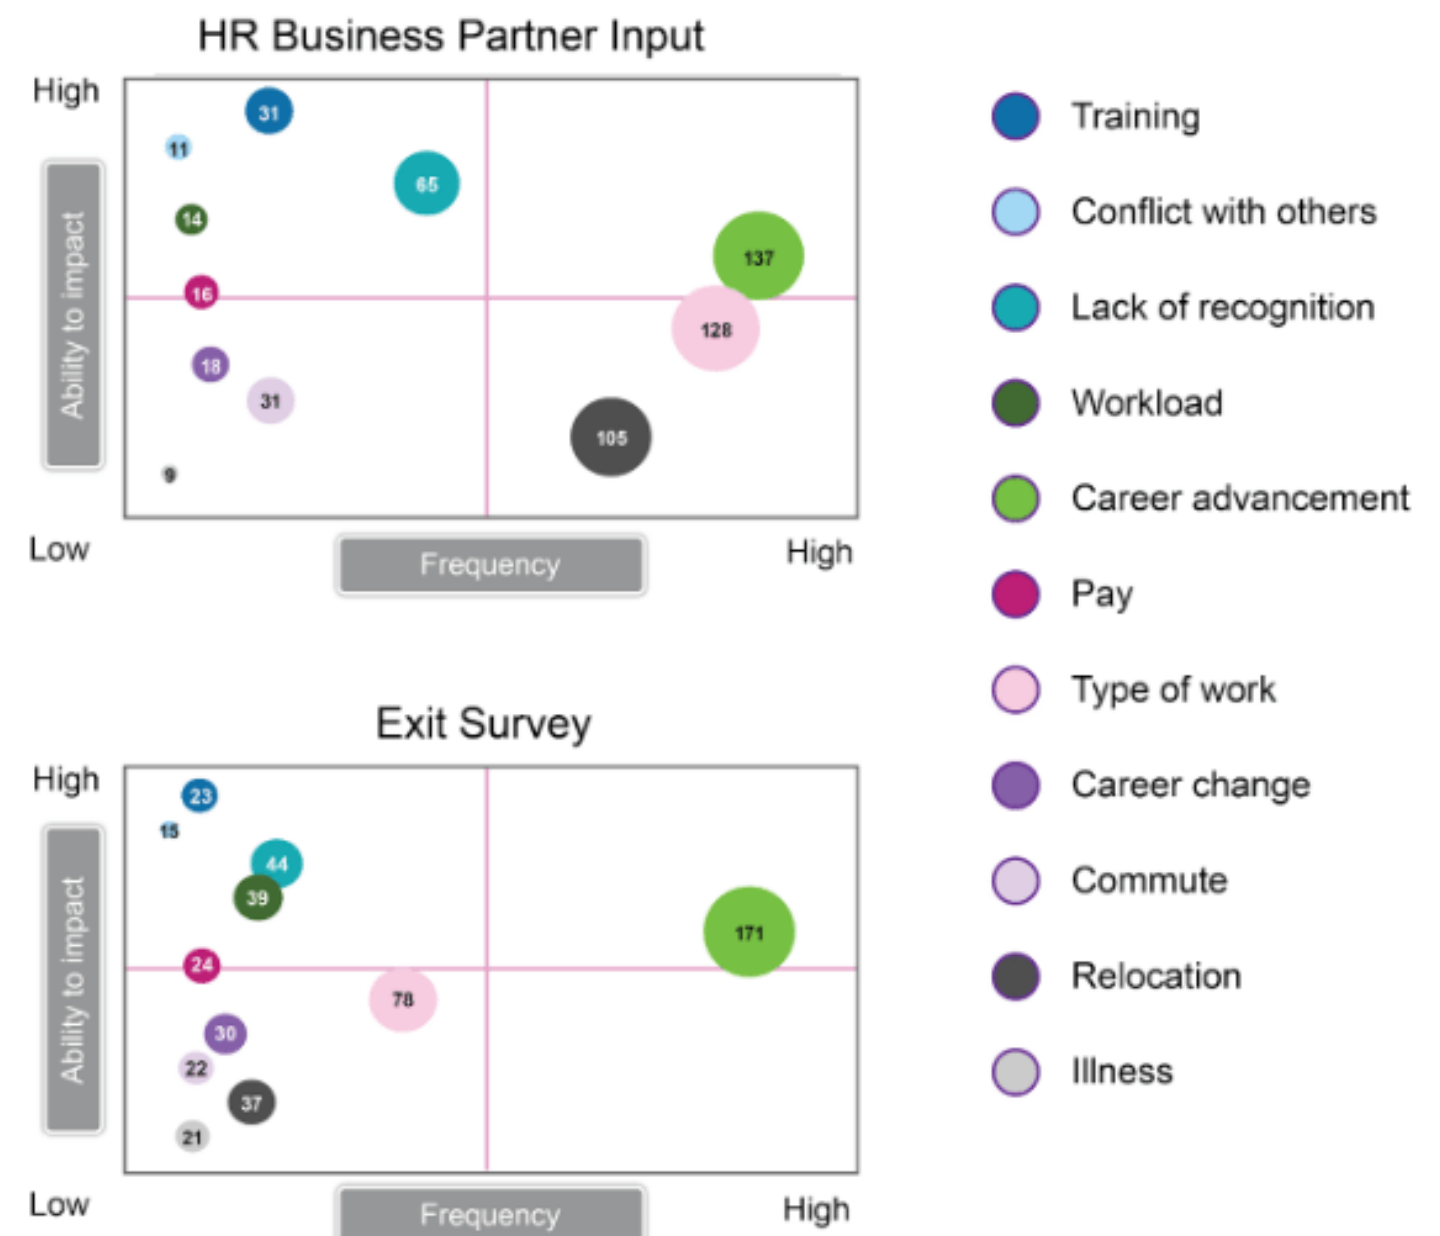 HR Business Partner Input
High
31
11
65
14
137
16
128
18
31
105
9
Ability to impact
Low
Frequency
High
Exit Survey
High
23
15
44
39
171
24
78
30
22
37
21
Ability to impact
Low
Frequency
High
Training
Conflict with others
Lack of recognition
Workload
Career advancement
Pay
Type of work
Career change
Commute
Relocation
Illness